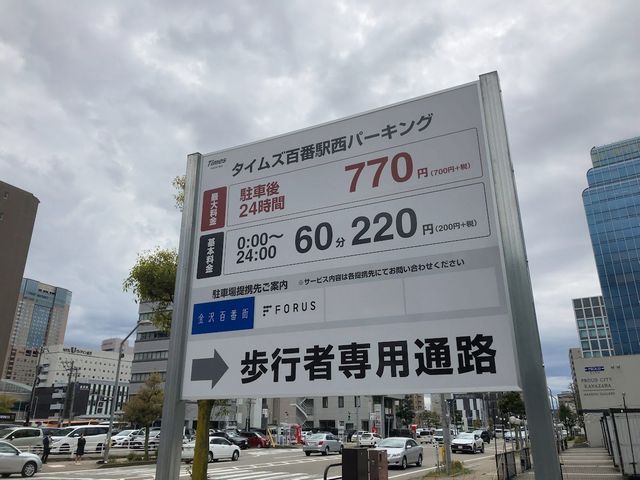 Times
タイムズ百番駅西パーキング
最大料金
駐車後
24時間
770円(700円+税)
基本料金
0:00〜
24:00
60分 220円(200円+税)
駐車場提携先ご案内 ※サービス内容は各提携先にてお問い合わせください
金沢百番街
FORUS
歩行者専用通路
PROUD CITY
KANAZAWA